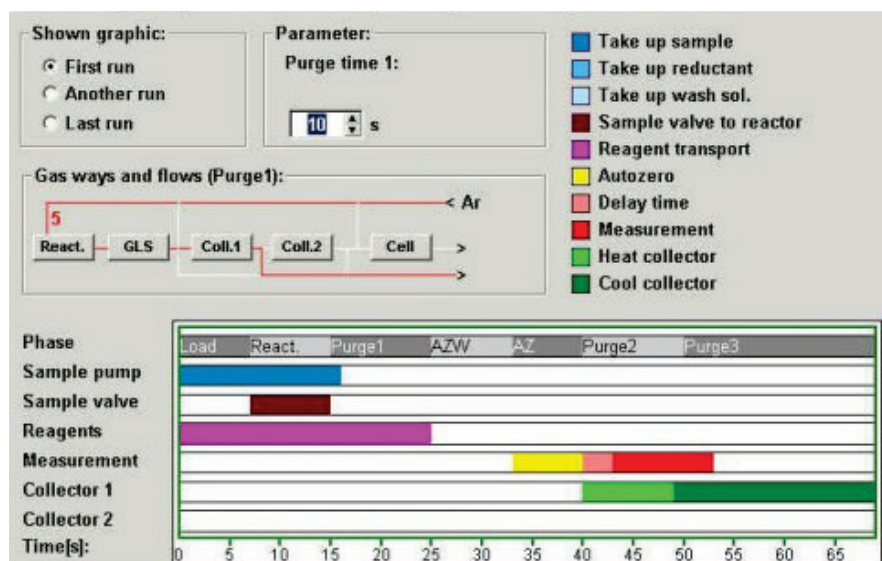 Shown graphic:
First run
Another run
Last run
Parameter:
Purge time 1:
10 s
Take up sample
Take up reductant
Take up wash sol.
Sample valve to reactor
Reagent transport
Autozero
Delay time
Measurement
Heat collector
Cool collector
Gas ways and flows (Purge1):
< Ar
5
React. GLS Coll.1 Coll.2 Cell >
>
Phase Load React. Purge1 AZW AZ Purge2 Purge3
Sample pump
Sample valve
Reagents
Measurement
Collector 1
Collector 2
Time[s]: 0 5 10 15 20 25 30 35 40 45 50 55 60 65